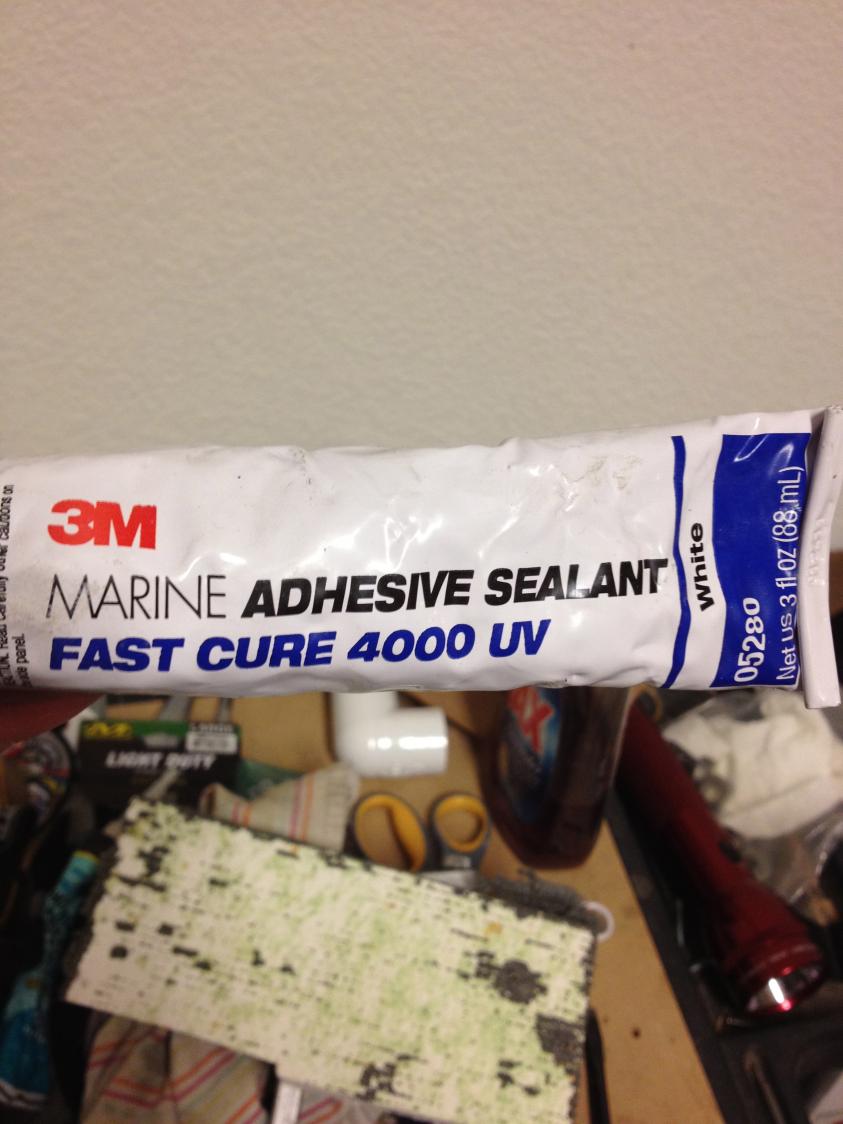 3M
MARINE ADHESIVE SEALANT
FAST CURE 4000 UV
White
05280
Net US 3 fl oz (88 mL)
LIGHT DUTY